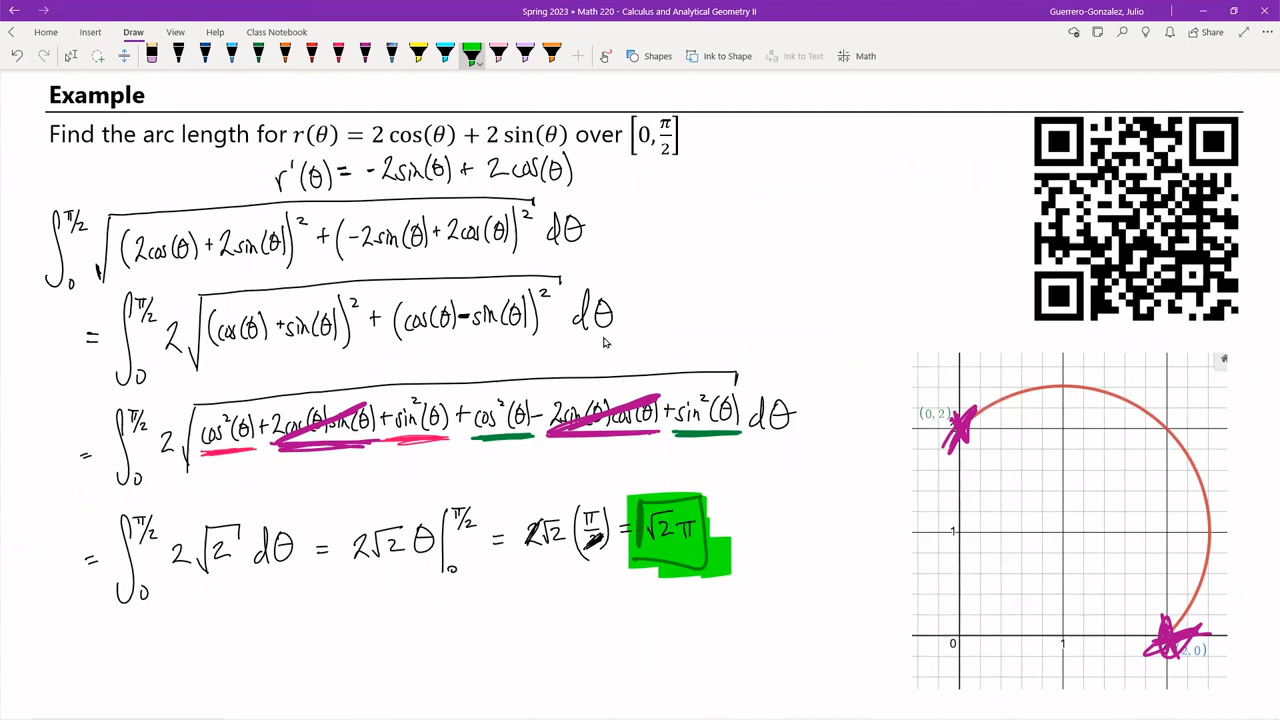 Spring 2023 » Math 220 - Calculus and Analytical Geometry II
Guerrero-Gonzalez, Julio
Home Insert Draw View Help Class Notebook
Share
Shapes Ink to Shape Ink to Text Math
Example
Find the arc length for r(θ) = 2 cos(θ) + 2 sin(θ) over [0, π/2]
r'(θ) = -2sin(θ) + 2cos(θ)
∫₀^{π/2} √((2cos(θ) + 2sin(θ))² + (-2sin(θ) + 2cos(θ))²) dθ
= ∫₀^{π/2} 2√((cos(θ) + sin(θ))² + (cos(θ) - sin(θ))²) dθ
= ∫₀^{π/2} 2√(cos²(θ) + 2cos(θ)sin(θ) + sin²(θ) + cos²(θ) - 2sin(θ)cos(θ) + sin²(θ)) dθ
= ∫₀^{π/2} 2√2 dθ = 2√2 θ |₀^{π/2} = 2√2 (π/2) = √2 π
(0, 2)
1
0
1
2, 0)